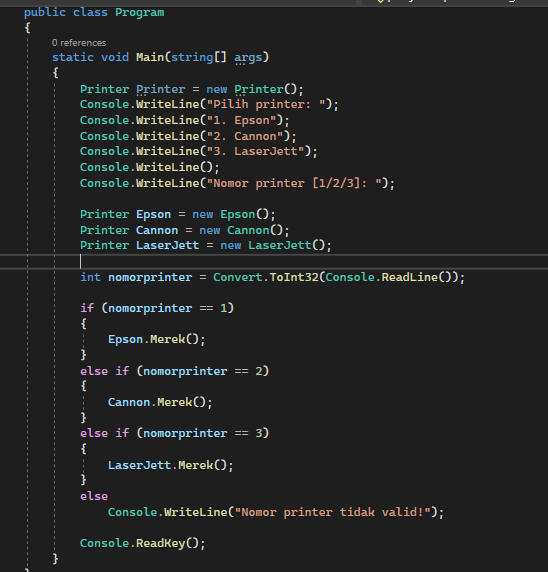 public class Program
{
0 references
static void Main(string[] args)
{
Printer Printer = new Printer();
Console.WriteLine("Pilih printer: ");
Console.WriteLine("1. Epson");
Console.WriteLine("2. Cannon");
Console.WriteLine("3. LaserJett");
Console.WriteLine();
Console.WriteLine("Nomor printer [1/2/3]: ");
Printer Epson = new Epson();
Printer Cannon = new Cannon();
Printer LaserJett = new LaserJett();
int nomorprinter = Convert.ToInt32(Console.ReadLine());
if (nomorprinter == 1)
{
Epson.Merek();
}
else if (nomorprinter == 2)
{
Cannon.Merek();
}
else if (nomorprinter == 3)
{
LaserJett.Merek();
}
else
Console.WriteLine("Nomor printer tidak valid!");
Console.ReadKey();
}